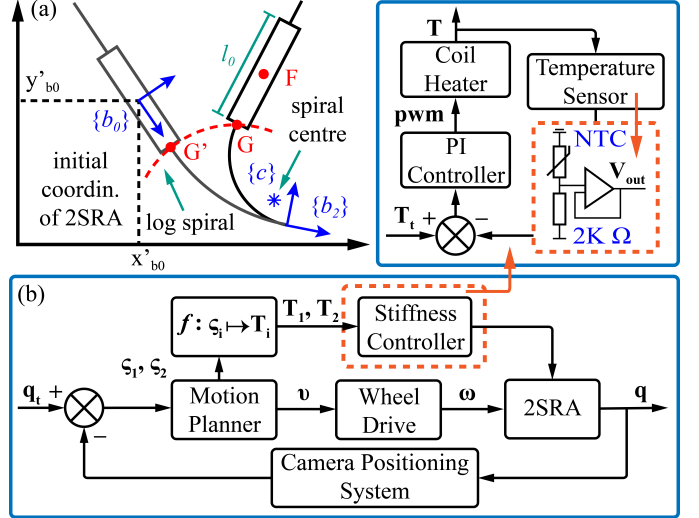 (a)
y'b0
{b0}
l0
F
G
G'
spiral
centre
{c}
{b2}
initial
coordin.
of 2SRA
log spiral
x'b0
T
Coil
Heater
Temperature
Sensor
pwm
PI
Controller
NTC
Vout
2K Ω
Tt + −
(b)
f : ςi ↦ Ti
T1, T2
Stiffness
Controller
ς1, ς2
qt + −
Motion
Planner
υ
Wheel
Drive
ω
2SRA
q
Camera Positioning
System